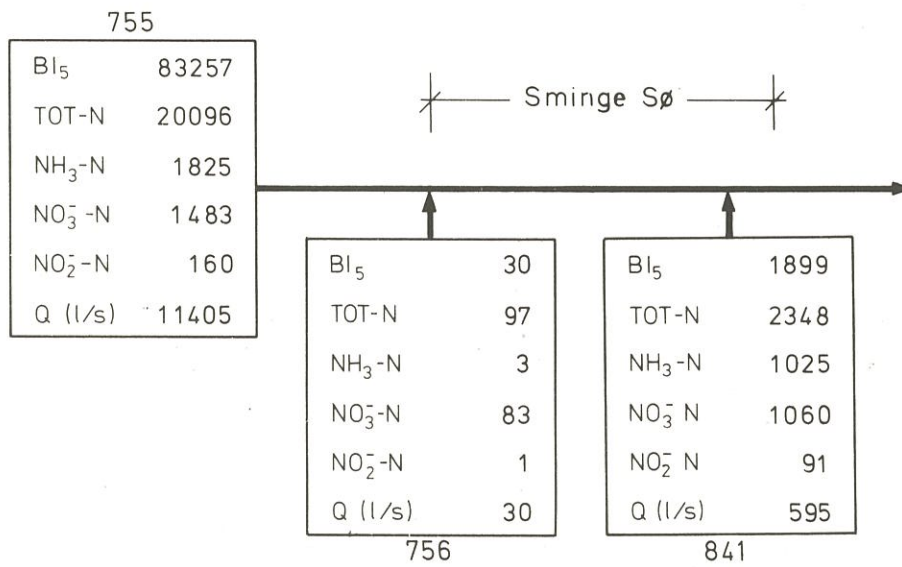 755
BI₅ 83257
TOT-N 20096
NH₃-N 1825
NO₃⁻-N 1483
NO₂⁻-N 160
Q (l/s) 11405
Sminge Sø
BI₅ 30
TOT-N 97
NH₃-N 3
NO₃⁻-N 83
NO₂⁻-N 1
Q (l/s) 30
756
BI₅ 1899
TOT-N 2348
NH₃-N 1025
NO₃⁻ N 1060
NO₂⁻ N 91
Q (l/s) 595
841